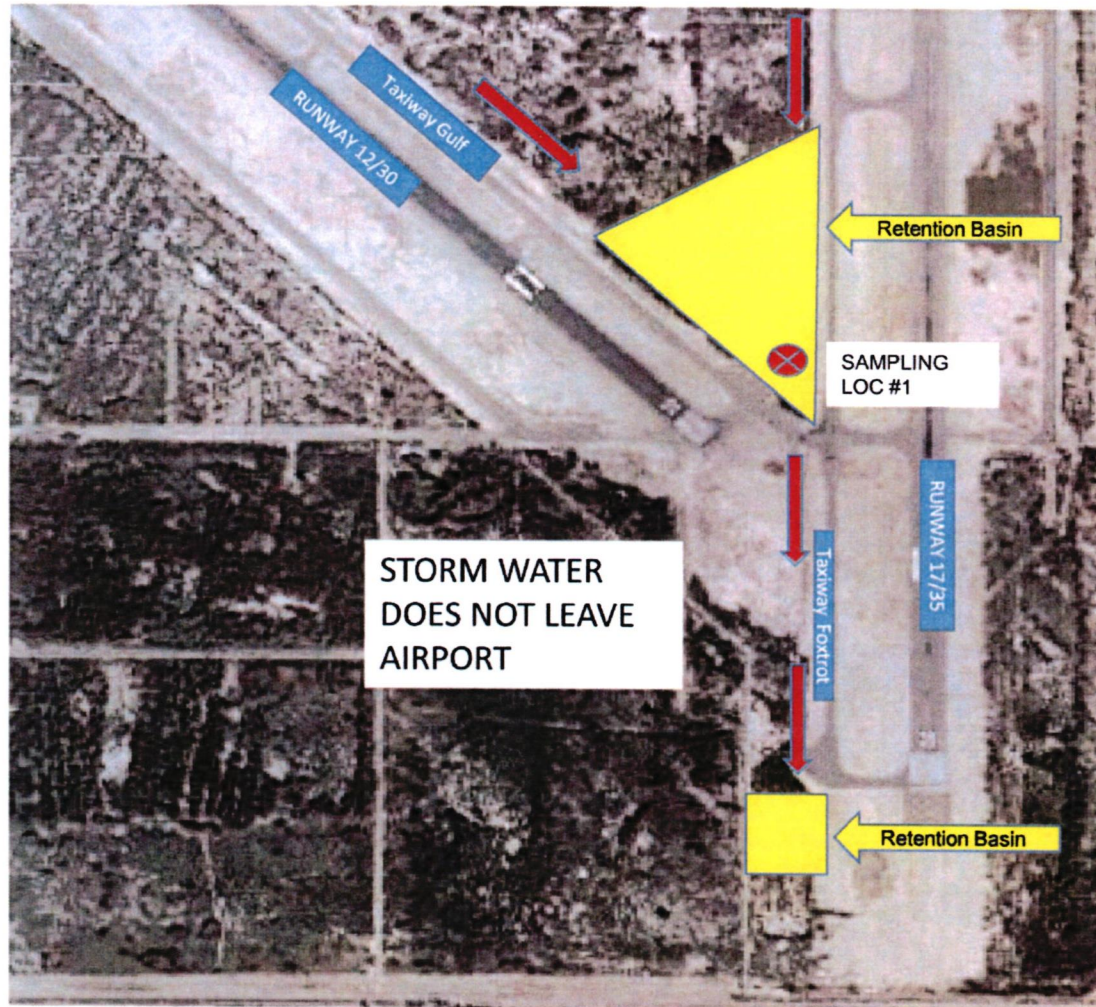 Taxiway Gulf
RUNWAY 12/30
Retention Basin
SAMPLING
LOC #1
RUNWAY 17/35
Taxiway Foxtrot
STORM WATER
DOES NOT LEAVE
AIRPORT
Retention Basin